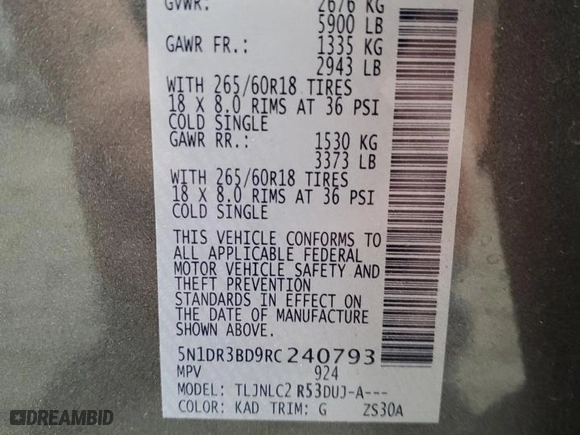 GVWR: 2676 KG
5900 LB
GAWR FR.: 1335 KG
2943 LB
WITH 265/60R18 TIRES
18 X 8.0 RIMS AT 36 PSI
COLD SINGLE
GAWR RR.: 1530 KG
3373 LB
WITH 265/60R18 TIRES
18 X 8.0 RIMS AT 36 PSI
COLD SINGLE
THIS VEHICLE CONFORMS TO
ALL APPLICABLE FEDERAL
MOTOR VEHICLE SAFETY AND
THEFT PREVENTION
STANDARDS IN EFFECT ON
THE DATE OF MANUFACTURE
SHOWN ABOVE.
5N1DR3BD9RC240793
MPV 924
MODEL: TLJNLC2 R53DUJ-A---
COLOR: KAD TRIM: G ZS30A
DREAMBID